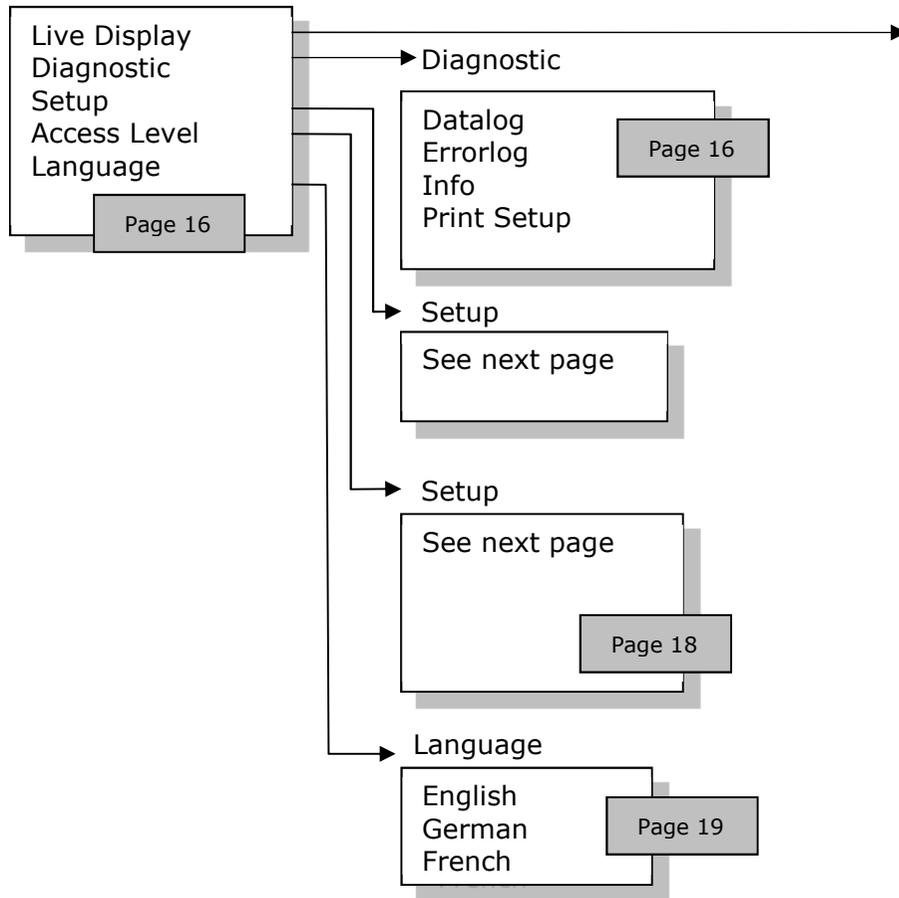 Live Display
Diagnostic
Setup
Access Level
Language
Page 16
Diagnostic
Datalog
Errorlog
Info
Print Setup
Page 16
Setup
See next page
Setup
See next page
Page 18
Language
English
German
French
Page 19